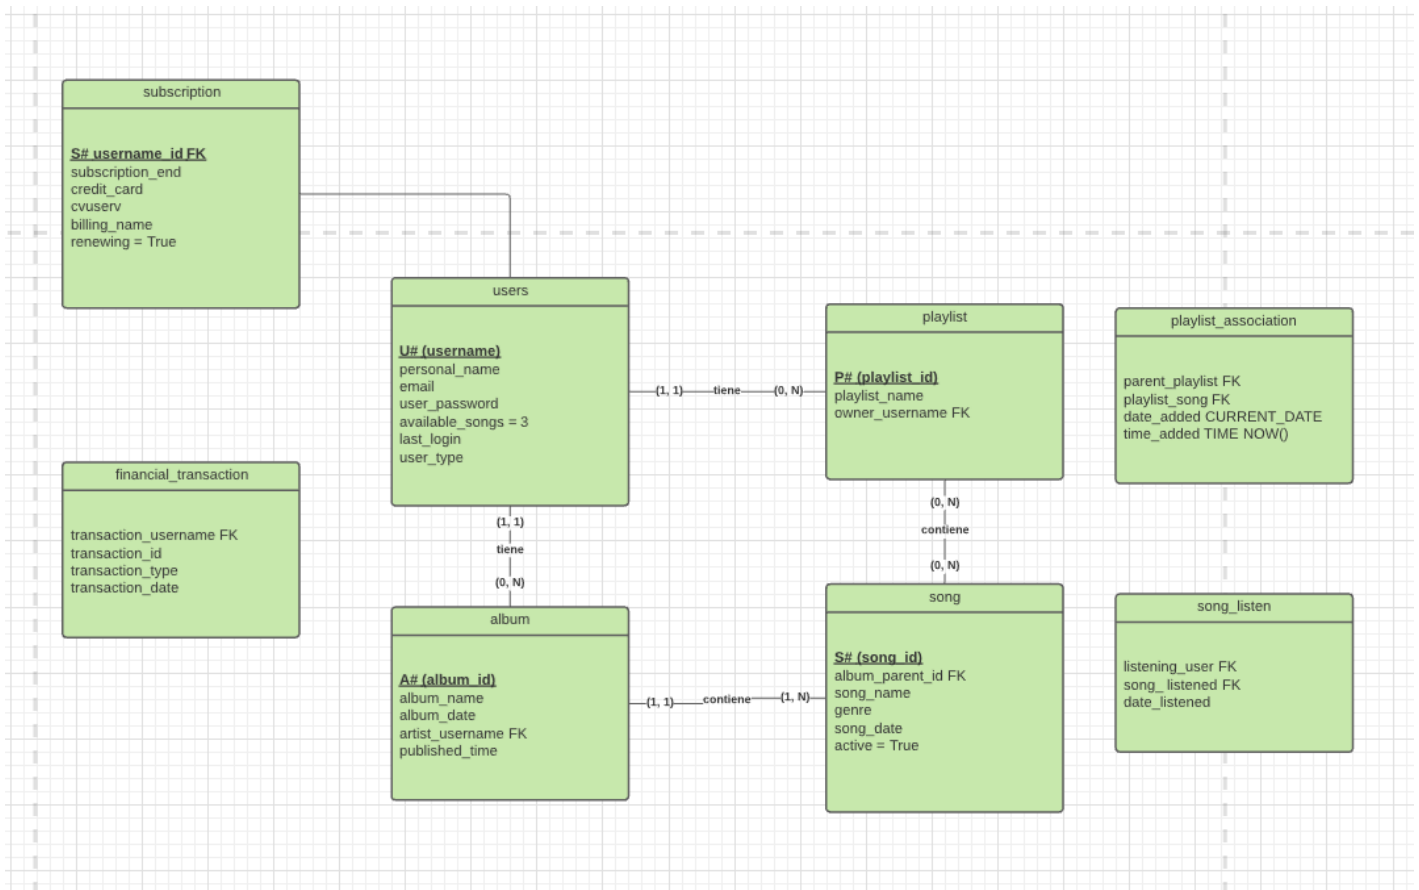 subscription
S# username_id FK
subscription_end
credit_card
cvuserv
billing_name
renewing = True
users
U# (username)
personal_name
email
user_password
available_songs = 3
last_login
user_type
(1, 1) tiene (0, N)
playlist
P# (playlist_id)
playlist_name
owner_username FK
playlist_association
parent_playlist FK
playlist_song FK
date_added CURRENT_DATE
time_added TIME NOW()
financial_transaction
transaction_username FK
transaction_id
transaction_type
transaction_date
(1, 1)
tiene
(0, N)
(0, N)
contiene
(0, N)
album
A# (album_id)
album_name
album_date
artist_username FK
published_time
(1, 1) contiene (1, N)
song
S# (song_id)
album_parent_id FK
song_name
genre
song_date
active = True
song_listen
listening_user FK
song_ listened FK
date_listened